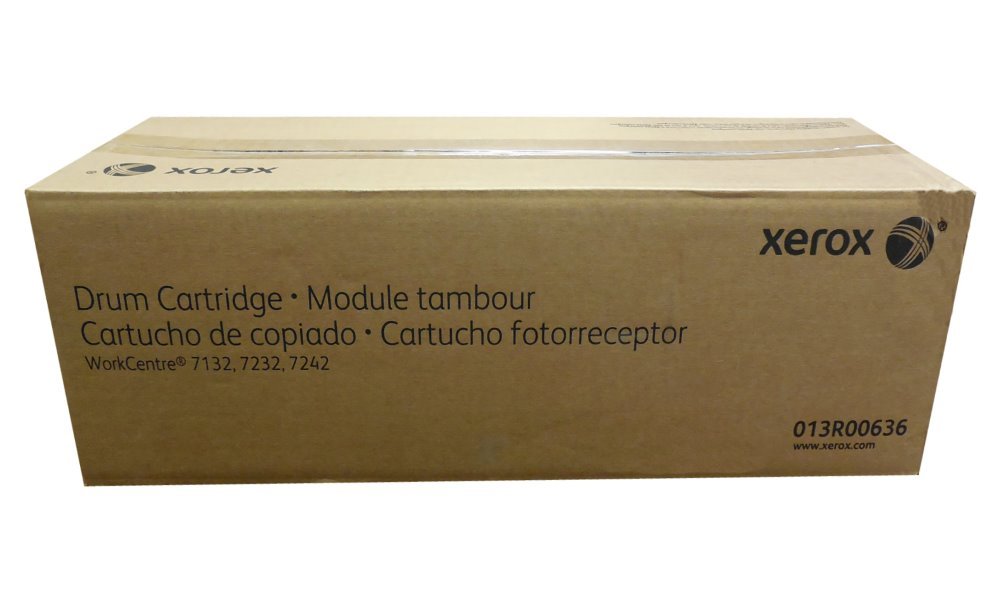 xerox ®
xerox ®
Drum Cartridge • Module tambour
Cartucho de copiado • Cartucho fotorreceptor
WorkCentre® 7132, 7232, 7242
013R00636
www.xerox.com